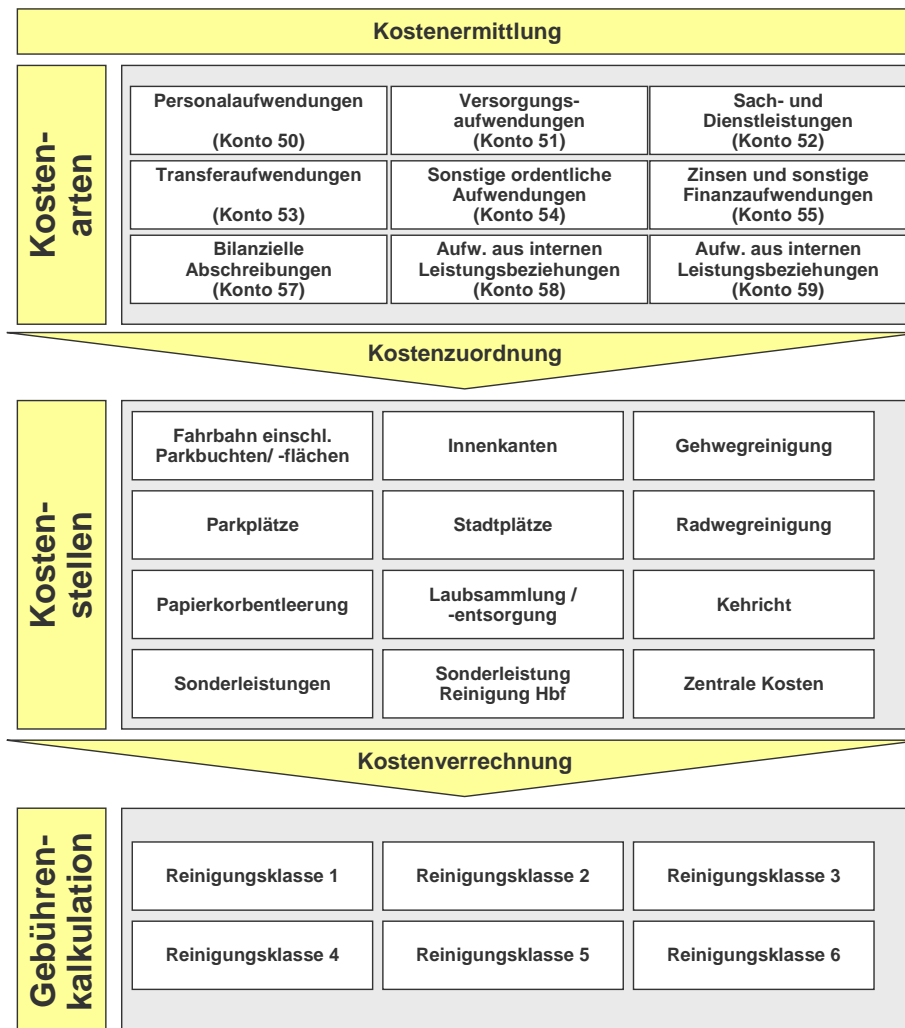 Kostenermittlung
Kosten-
arten
Personalaufwendungen
(Konto 50)
Versorgungs-
aufwendungen
(Konto 51)
Sach- und
Dienstleistungen
(Konto 52)
Transferaufwendungen
(Konto 53)
Sonstige ordentliche
Aufwendungen
(Konto 54)
Zinsen und sonstige
Finanzaufwendungen
(Konto 55)
Bilanzielle
Abschreibungen
(Konto 57)
Aufw. aus internen
Leistungsbeziehungen
(Konto 58)
Aufw. aus internen
Leistungsbeziehungen
(Konto 59)
Kostenzuordnung
Kosten-
stellen
Fahrbahn einschl.
Parkbuchten/ -flächen
Innenkanten
Gehwegreinigung
Parkplätze
Stadtplätze
Radwegreinigung
Papierkorbentleerung
Laubsammlung /
-entsorgung
Kehricht
Sonderleistungen
Sonderleistung
Reinigung Hbf
Zentrale Kosten
Kostenverrechnung
Gebühren-
kalkulation
Reinigungsklasse 1
Reinigungsklasse 2
Reinigungsklasse 3
Reinigungsklasse 4
Reinigungsklasse 5
Reinigungsklasse 6